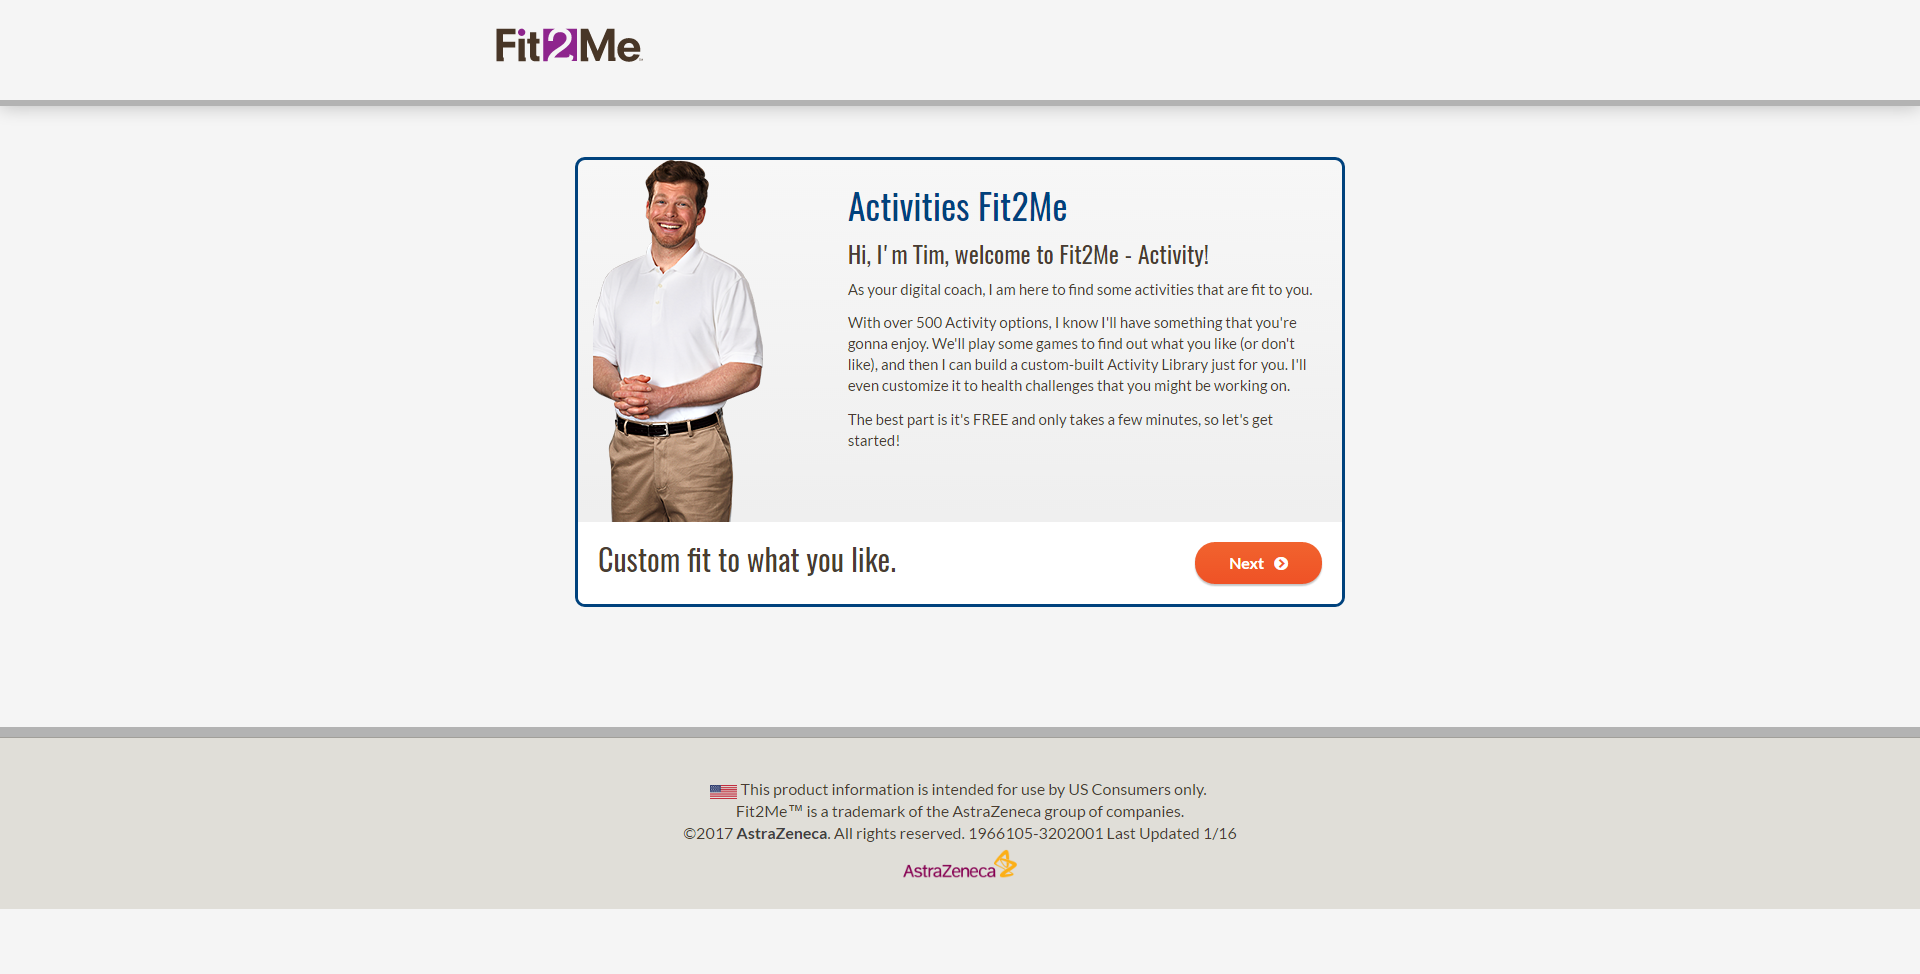 Fit2Me
Activities Fit2Me
Hi, I'm Tim, welcome to Fit2Me - Activity!
As your digital coach, I am here to find some activities that are fit to you.
With over 500 Activity options, I know I'll have something that you're
gonna enjoy. We'll play some games to find out what you like (or don't
like), and then I can build a custom-built Activity Library just for you. I'll
even customize it to health challenges that you might be working on.
The best part is it's FREE and only takes a few minutes, so let's get
started!
Custom fit to what you like.
Next
This product information is intended for use by US Consumers only.
Fit2Me™ is a trademark of the AstraZeneca group of companies.
©2017 AstraZeneca. All rights reserved. 1966105-3202001 Last Updated 1/16
AstraZeneca